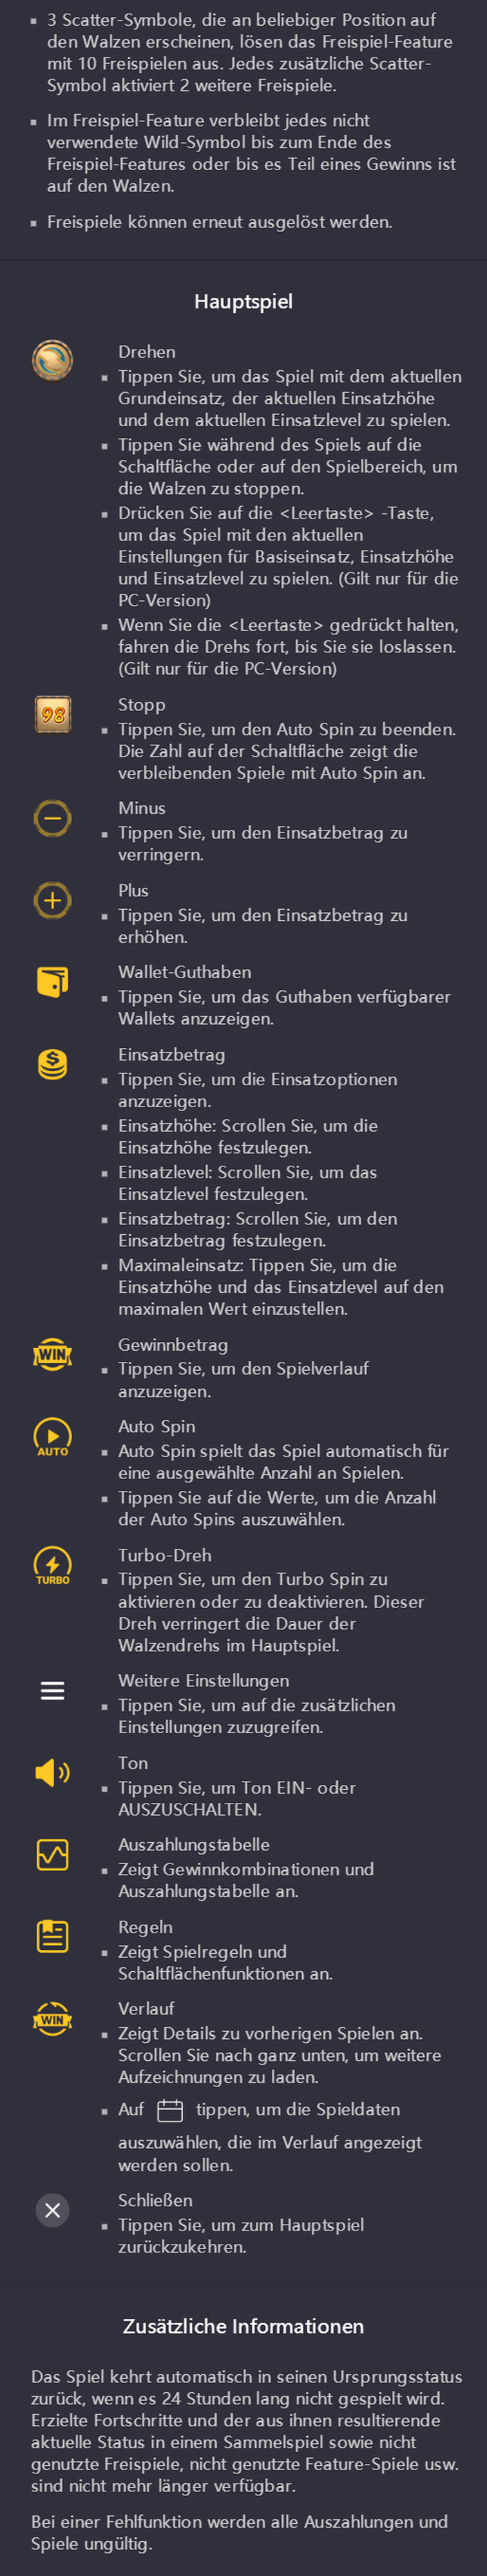 3 Scatter-Symbole, die an beliebiger Position auf
den Walzen erscheinen, lösen das Freispiel-Feature
mit 10 Freispielen aus. Jedes zusätzliche Scatter-
Symbol aktiviert 2 weitere Freispiele.
Im Freispiel-Feature verbleibt jedes nicht
verwendete Wild-Symbol bis zum Ende des
Freispiel-Features oder bis es Teil eines Gewinns ist
auf den Walzen.
Freispiele können erneut ausgelöst werden.
Hauptspiel
Drehen
Tippen Sie, um das Spiel mit dem aktuellen
Grundeinsatz, der aktuellen Einsatzhöhe
und dem aktuellen Einsatzlevel zu spielen.
Tippen Sie während des Spiels auf die
Schaltfläche oder auf den Spielbereich, um
die Walzen zu stoppen.
Drücken Sie auf die <Leertaste> -Taste,
um das Spiel mit den aktuellen
Einstellungen für Basiseinsatz, Einsatzhöhe
und Einsatzlevel zu spielen. (Gilt nur für die
PC-Version)
Wenn Sie die <Leertaste> gedrückt halten,
fahren die Drehs fort, bis Sie sie loslassen.
(Gilt nur für die PC-Version)
98
Stopp
Tippen Sie, um den Auto Spin zu beenden.
Die Zahl auf der Schaltfläche zeigt die
verbleibenden Spiele mit Auto Spin an.
Minus
Tippen Sie, um den Einsatzbetrag zu
verringern.
Plus
Tippen Sie, um den Einsatzbetrag zu
erhöhen.
Wallet-Guthaben
Tippen Sie, um das Guthaben verfügbarer
Wallets anzuzeigen.
Einsatzbetrag
Tippen Sie, um die Einsatzoptionen
anzuzeigen.
Einsatzhöhe: Scrollen Sie, um die
Einsatzhöhe festzulegen.
Einsatzlevel: Scrollen Sie, um das
Einsatzlevel festzulegen.
Einsatzbetrag: Scrollen Sie, um den
Einsatzbetrag festzulegen.
Maximaleinsatz: Tippen Sie, um die
Einsatzhöhe und das Einsatzlevel auf den
maximalen Wert einzustellen.
WIN
Gewinnbetrag
Tippen Sie, um den Spielverlauf
anzuzeigen.
AUTO
Auto Spin
Auto Spin spielt das Spiel automatisch für
eine ausgewählte Anzahl an Spielen.
Tippen Sie auf die Werte, um die Anzahl
der Auto Spins auszuwählen.
TURBO
Turbo-Dreh
Tippen Sie, um den Turbo Spin zu
aktivieren oder zu deaktivieren. Dieser
Dreh verringert die Dauer der
Walzendrehs im Hauptspiel.
Weitere Einstellungen
Tippen Sie, um auf die zusätzlichen
Einstellungen zuzugreifen.
Ton
Tippen Sie, um Ton EIN- oder
AUSZUSCHALTEN.
Auszahlungstabelle
Zeigt Gewinnkombinationen und
Auszahlungstabelle an.
Regeln
Zeigt Spielregeln und
Schaltflächenfunktionen an.
WIN
Verlauf
Zeigt Details zu vorherigen Spielen an.
Scrollen Sie nach ganz unten, um weitere
Aufzeichnungen zu laden.
Auf tippen, um die Spieldaten
auszuwählen, die im Verlauf angezeigt
werden sollen.
Schließen
Tippen Sie, um zum Hauptspiel
zurückzukehren.
Zusätzliche Informationen
Das Spiel kehrt automatisch in seinen Ursprungsstatus
zurück, wenn es 24 Stunden lang nicht gespielt wird.
Erzielte Fortschritte und der aus ihnen resultierende
aktuelle Status in einem Sammelspiel sowie nicht
genutzte Freispiele, nicht genutzte Feature-Spiele usw.
sind nicht mehr länger verfügbar.
Bei einer Fehlfunktion werden alle Auszahlungen und
Spiele ungültig.